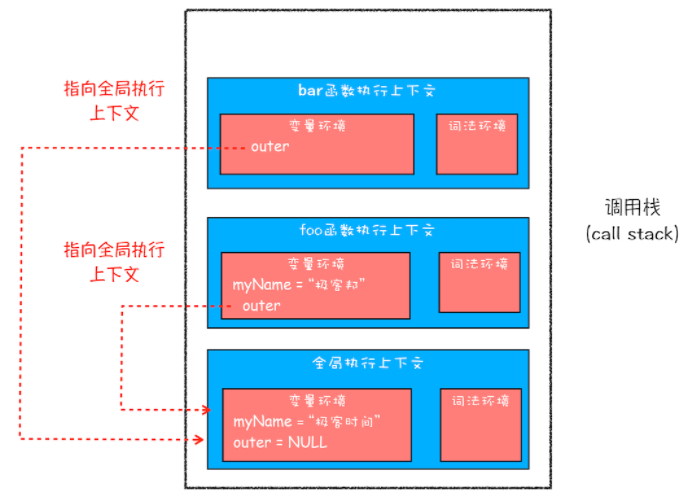 指向全局执行
上下文
bar函数执行上下文
变量环境
outer
词法环境
指向全局执行
上下文
foo函数执行上下文
变量环境
myName = “极客邦”
outer
词法环境
全局执行上下文
变量环境
myName = “极客时间”
outer = NULL
词法环境
调用栈
(call stack)